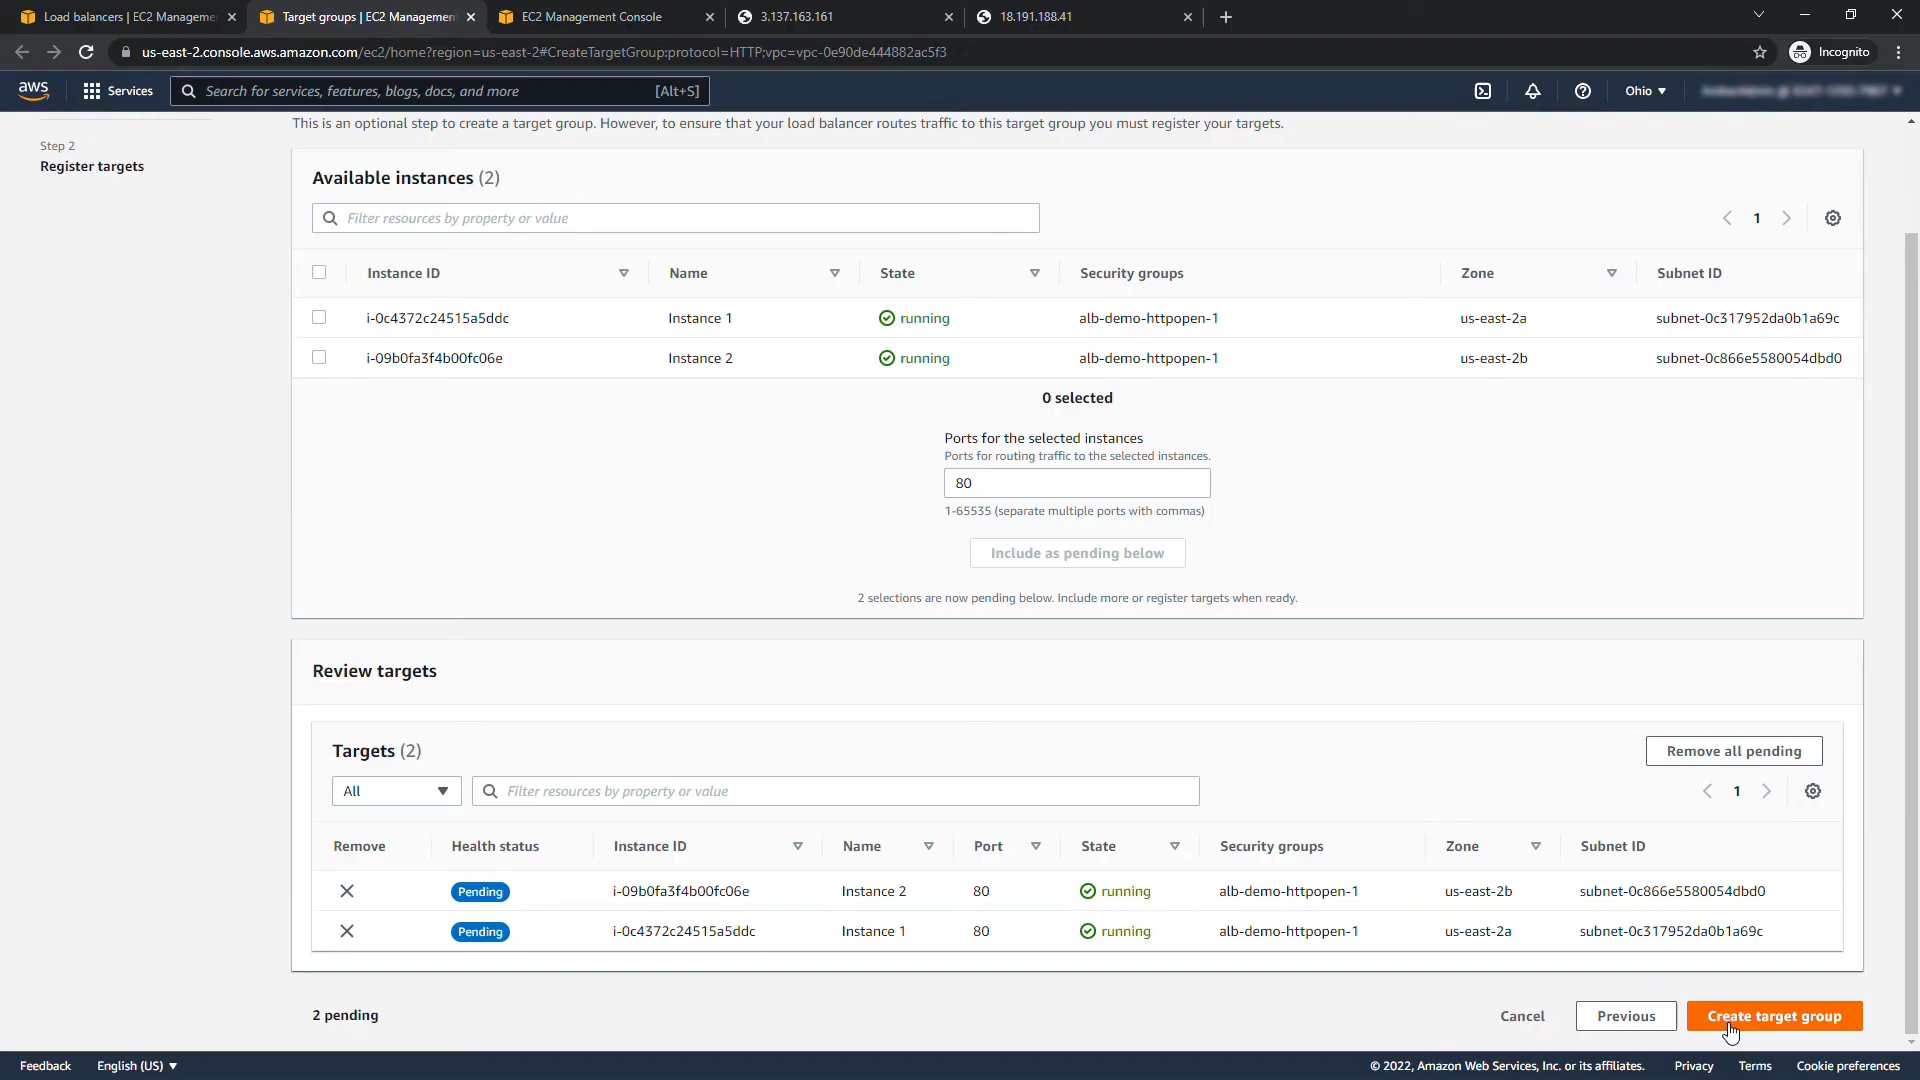 Load balancers | EC2 Manageme
Target groups | EC2 Management
EC2 Management Console
3.137.163.161
18.191.188.41
us-east-2.console.aws.amazon.com/ec2/home?region=us-east-2#CreateTargetGroup:protocol=HTTP;vpc=vpc-0e90de444882ac5f3
Incognito
aws
Services
Search for services, features, blogs, docs, and more
[Alt+S]
Ohio
This is an optional step to create a target group. However, to ensure that your load balancer routes traffic to this target group you must register your targets.
Step 2
Register targets
Available instances (2)
Filter resources by property or value
1
Instance ID Name State Security groups Zone Subnet ID
i-0c4372c24515a5ddc Instance 1 running alb-demo-httpopen-1 us-east-2a subnet-0c317952da0b1a69c
i-09b0fa3f4b00fc06e Instance 2 running alb-demo-httpopen-1 us-east-2b subnet-0c866e5580054dbd0
0 selected
Ports for the selected instances
Ports for routing traffic to the selected instances.
80
1-65535 (separate multiple ports with commas)
Include as pending below
2 selections are now pending below. Include more or register targets when ready.
Review targets
Targets (2)
Remove all pending
All
Filter resources by property or value
1
Remove Health status Instance ID Name Port State Security groups Zone Subnet ID
Pending i-09b0fa3f4b00fc06e Instance 2 80 running alb-demo-httpopen-1 us-east-2b subnet-0c866e5580054dbd0
Pending i-0c4372c24515a5ddc Instance 1 80 running alb-demo-httpopen-1 us-east-2a subnet-0c317952da0b1a69c
2 pending
Cancel
Previous
Create target group
Feedback
English (US)
© 2022, Amazon Web Services, Inc. or its affiliates.
Privacy
Terms
Cookie preferences